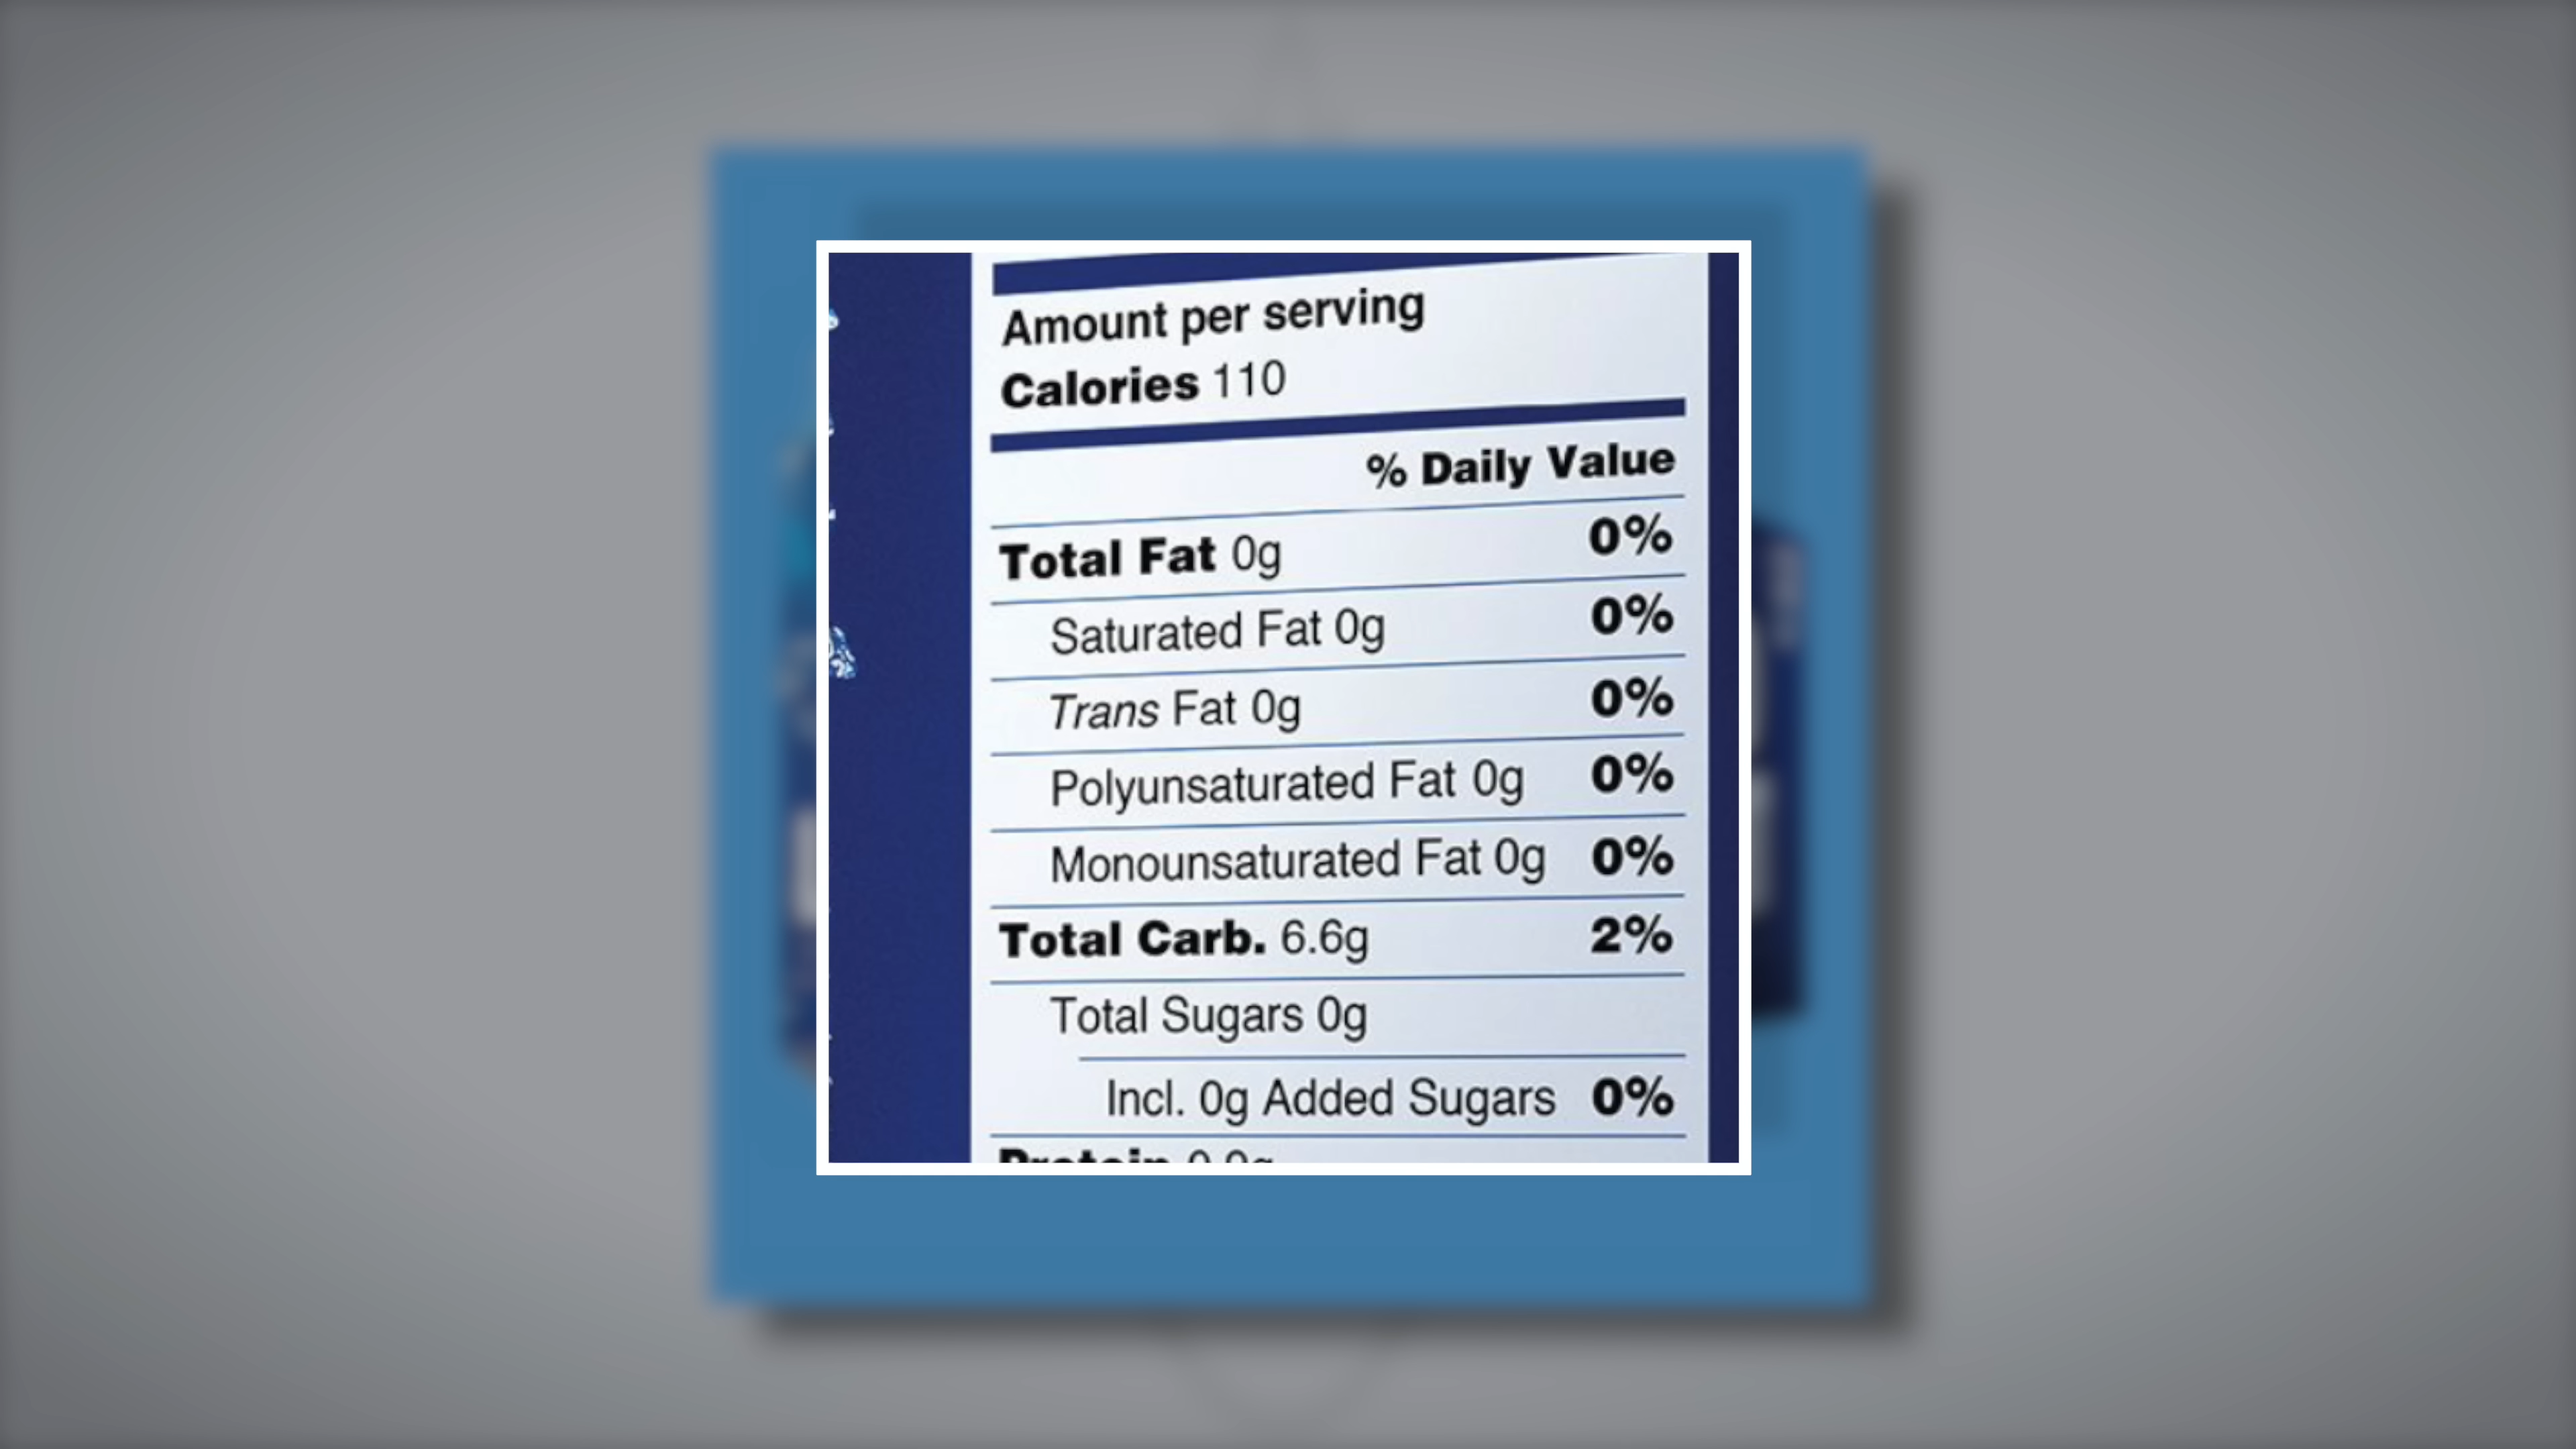 Amount per serving
Calories 110
% Daily Value
Total Fat 0g 0%
Saturated Fat 0g 0%
Trans Fat 0g 0%
Polyunsaturated Fat 0g 0%
Monounsaturated Fat 0g 0%
Total Carb. 6.6g 2%
Total Sugars 0g
Incl. 0g Added Sugars 0%
Protein